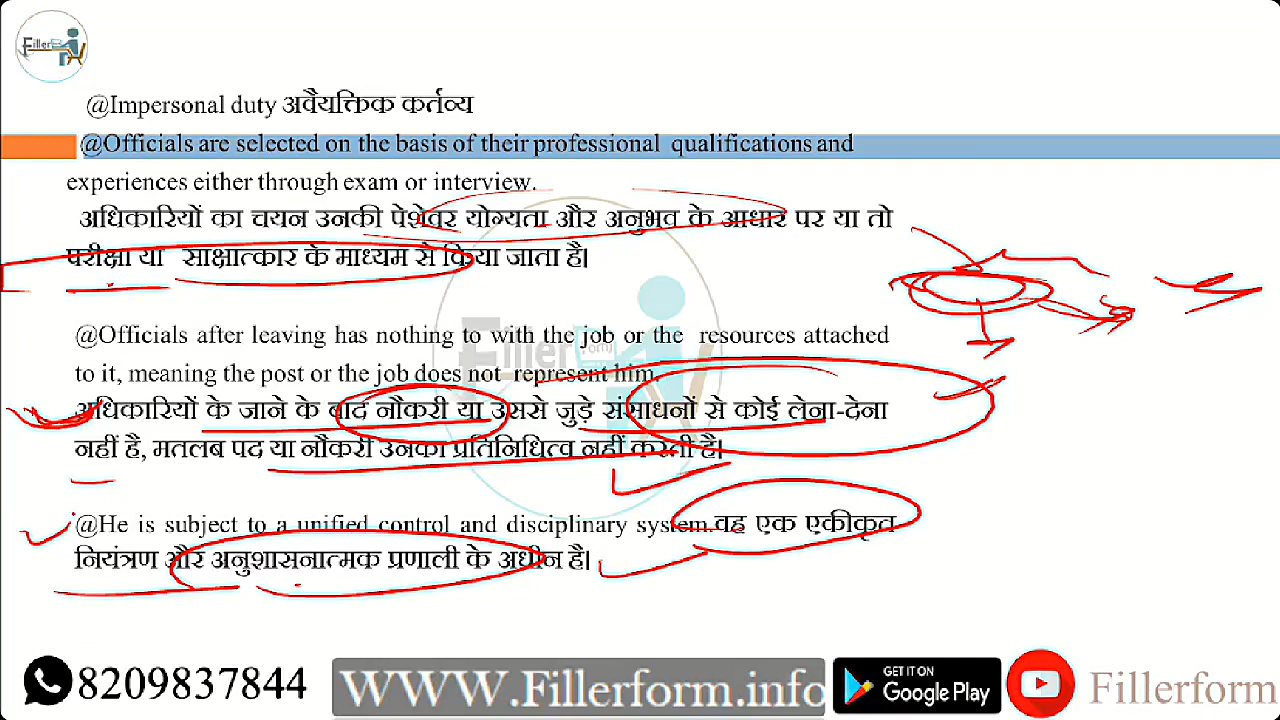 Fillerform
@Impersonal duty अवैयक्तिक कर्तव्य
@Officials are selected on the basis of their professional qualifications and
experiences either through exam or interview.
अधिकारियों का चयन उनकी पेशेवर योग्यता और अनुभव के आधार पर या तो
परीक्षा या साक्षात्कार के माध्यम से किया जाता है।
@Officials after leaving has nothing to with the job or the resources attached
to it, meaning the post or the job does not represent him.
अधिकारियों के जाने के बाद नौकरी या उससे जुड़े संसाधनों से कोई लेना-देना
नहीं है, मतलब पद या नौकरी उनका प्रतिनिधित्व नहीं करती है।
@He is subject to a unified control and disciplinary system.वह एक एकीकृत
नियंत्रण और अनुशासनात्मक प्रणाली के अधीन है।
8209837844
WWW.Fillerform.info
GET IT ON
Google Play
Fillerform